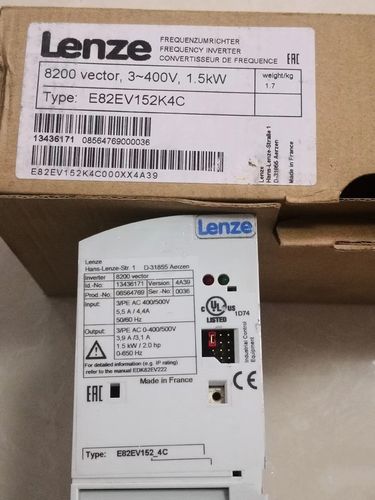 Lenze
FREQUENZUMRICHTER
FREQUENCY INVERTER
CONVERTISSEUR DE FREQUENCE
EAC
8200 vector, 3~400V, 1.5kW
weight/kg
1.7
Type: E82EV152K4C
13436171 08564769000036
E82EV152K4C000XX4A39
Lenze
Hans-Lenze-Straße 1
D-31855 Aerzen
Made in France
Lenze
Lenze
Hans-Lenze-Str. 1 D-31855 Aerzen
Inverter 8200 vector
Id.-No: 13436171 Version: 4A39
Prod.-No: 08564769 Ser.-No: 0036
Input: 3/PE AC 400/500V
5,5 A / 4,4A
50/60 Hz
Output: 3/PE AC 0-400/500V
3,9 A /3,1 A
1.5 kW / 2.0 hp
0-650 Hz
For detailed information (e.g. IP rating)
refer to the manual EDK82EV222
EAC Made in France
C UL US
LISTED
1D74
Industrial Control
Equipment
Type: E82EV152_4C